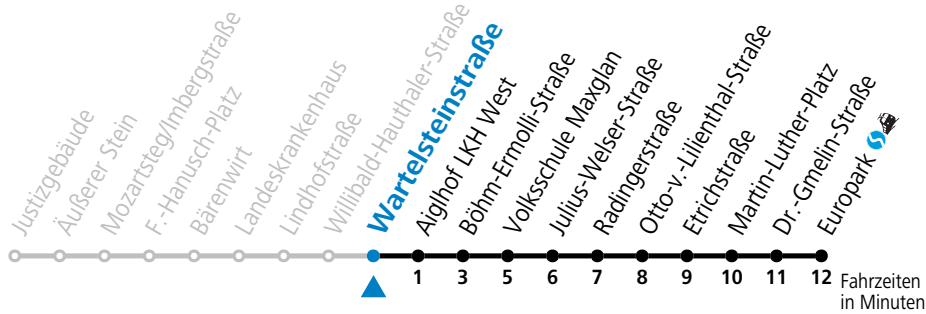 Justizgebäude
Äußerer Stein
Mozartsteg/Imbergstraße
F.-Hanusch-Platz
Bärenwirt
Landeskrankenhaus
Lindhofstraße
Willibald-Hauthaler-Straße
Wartelsteinstraße
Aiglhof LKH West
Böhm-Ermolli-Straße
Volksschule Maxglan
Julius-Welser-Straße
Radingerstraße
Otto-v.-Lilienthal-Straße
Etrichstraße
Martin-Luther-Platz
Dr.-Gmelin-Straße
Europark
1 3 5 6 7 8 9 10 11 12 Fahrzeiten
in Minuten